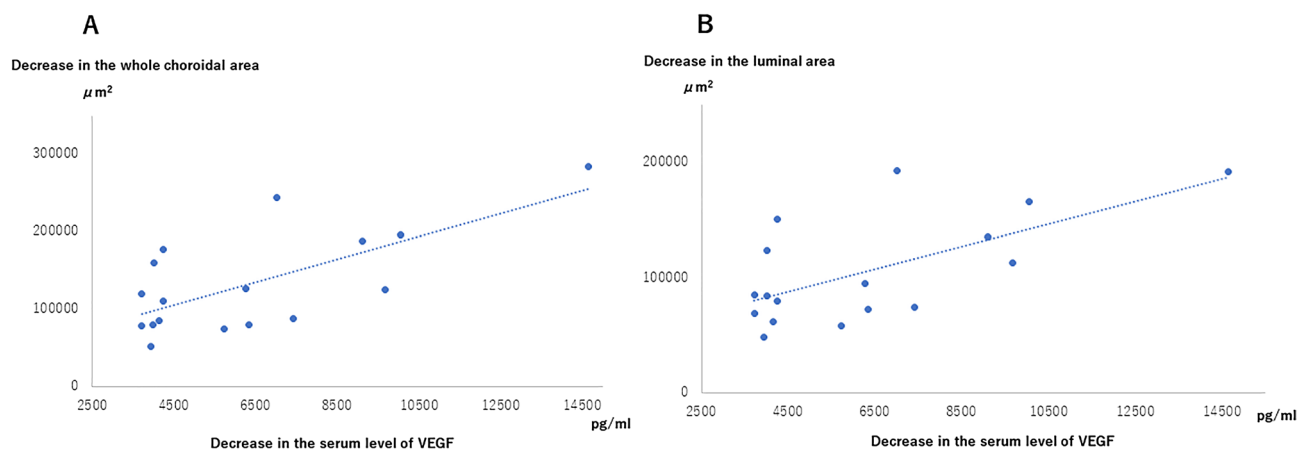 A
Decrease in the whole choroidal area
μm²
300000
200000
100000
0
2500 4500 6500 8500 10500 12500 14500
pg/ml
Decrease in the serum level of VEGF
B
Decrease in the luminal area
μm²
200000
100000
0
2500 4500 6500 8500 10500 12500 14500
pg/ml
Decrease in the serum level of VEGF